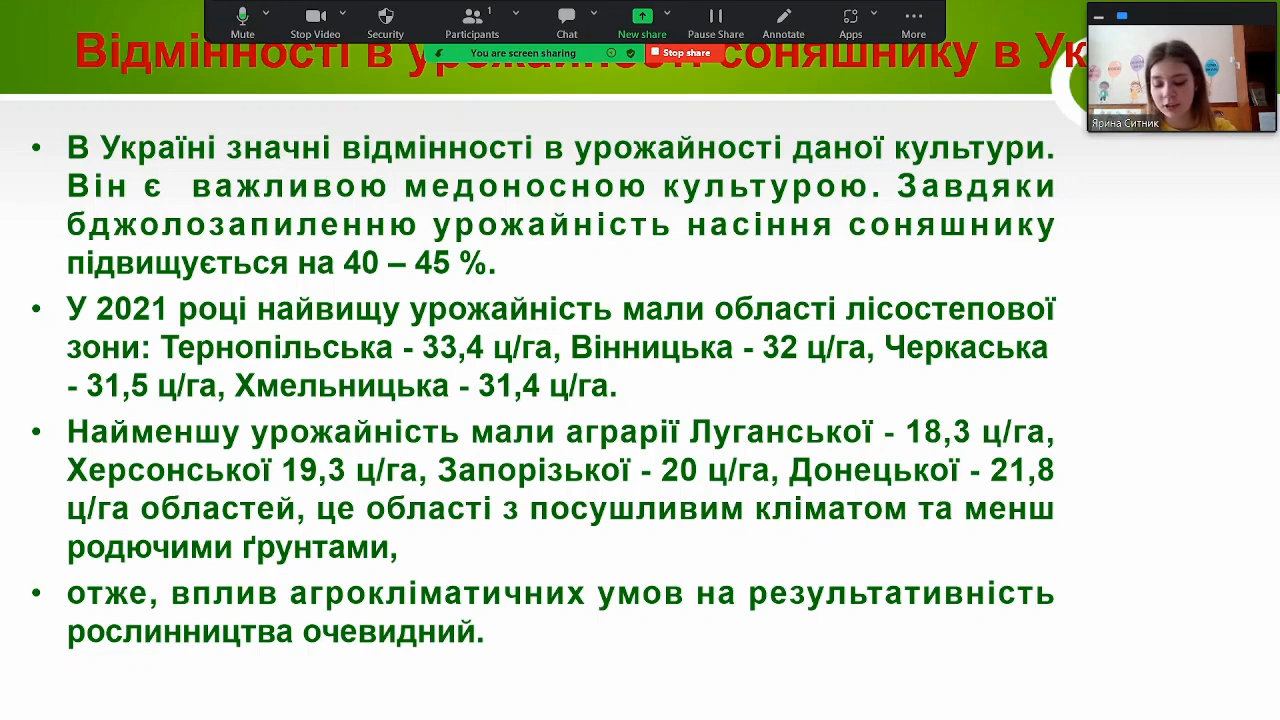 Mute
Stop Video
Security
Participants
1
Chat
New share
Pause Share
Annotate
Apps
More
You are screen sharing
Stop share
Відмінності в урожайності соняшнику в Ук
Ярина Ситник
• В Україні значні відмінності в урожайності даної культури.
Він є важливою медоносною культурою. Завдяки
бджолозапиленню урожайність насіння соняшнику
підвищується на 40 – 45 %.
• У 2021 році найвищу урожайність мали області лісостепової
зони: Тернопільська - 33,4 ц/га, Вінницька - 32 ц/га, Черкаська
- 31,5 ц/га, Хмельницька - 31,4 ц/га.
• Найменшу урожайність мали аграрії Луганської - 18,3 ц/га,
Херсонської 19,3 ц/га, Запорізької - 20 ц/га, Донецької - 21,8
ц/га областей, це області з посушливим кліматом та менш
родючими ґрунтами,
• отже, вплив агрокліматичних умов на результативність
рослинництва очевидний.